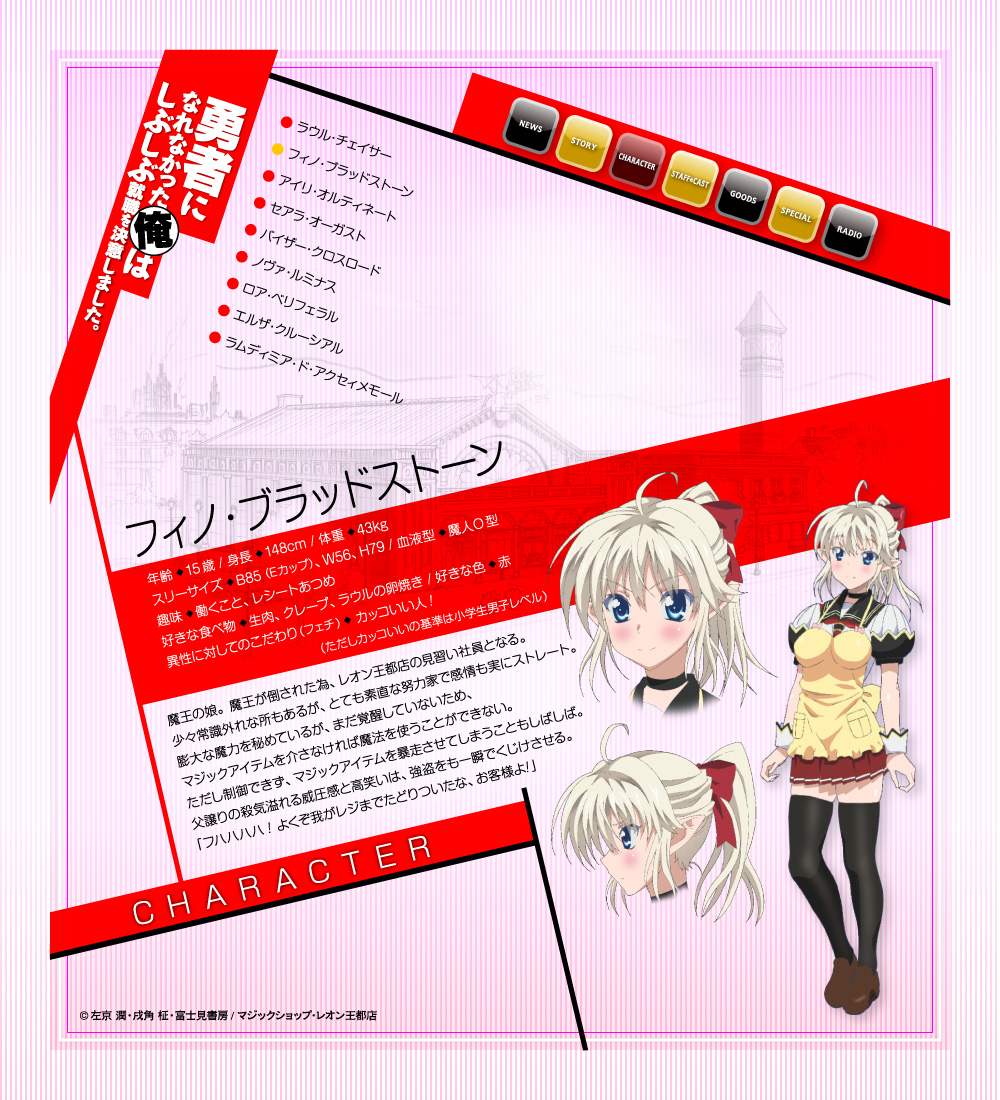 勇者に
なれなかった
俺は
しぶしぶ就職を決意しました。
NEWS
STORY
CHARACTER
STAFF+CAST
GOODS
SPECIAL
RADIO
ラウル・チェイサー
フィノ・ブラッドストーン
アイリ・オルティネート
セアラ・オーガスト
バイザー・クロスロード
ノヴァ・ルミナス
ロア・ペリフェラル
エルザ・クルーシアル
ラムディミア・ド・アクセィメモール
フィノ・ブラッドストーン
年齢◆15歳 / 身長◆148cm / 体重◆43kg
スリーサイズ◆B85（Eカップ）、W56、H79 / 血液型◆魔人O型
趣味◆働くこと、レシートあつめ
好きな食べ物◆生肉、クレープ、ラウルの卵焼き / 好きな色◆赤
異性に対してのこだわり（フェチ）◆カッコいい人！
（ただしカッコいいの基準は小学生男子レベル）
魔王の娘。魔王が倒された為、レオン王都店の見習い社員となる。
少々常識外れな所もあるが、とても素直な努力家で感情も実にストレート。
膨大な魔力を秘めているが、まだ覚醒していないため、
マジックアイテムを介さなければ魔法を使うことができない。
ただし制御できず、マジックアイテムを暴走させてしまうこともしばしば。
父譲りの殺気溢れる威圧感と高笑いは、強盗をも一瞬でくじけさせる。
「フハハハハ！よくぞ我がレジまでたどりついたな、お客様よ！」
CHARACTER
© 左京 潤・戌角 柾・富士見書房 / マジックショップ・レオン王都店